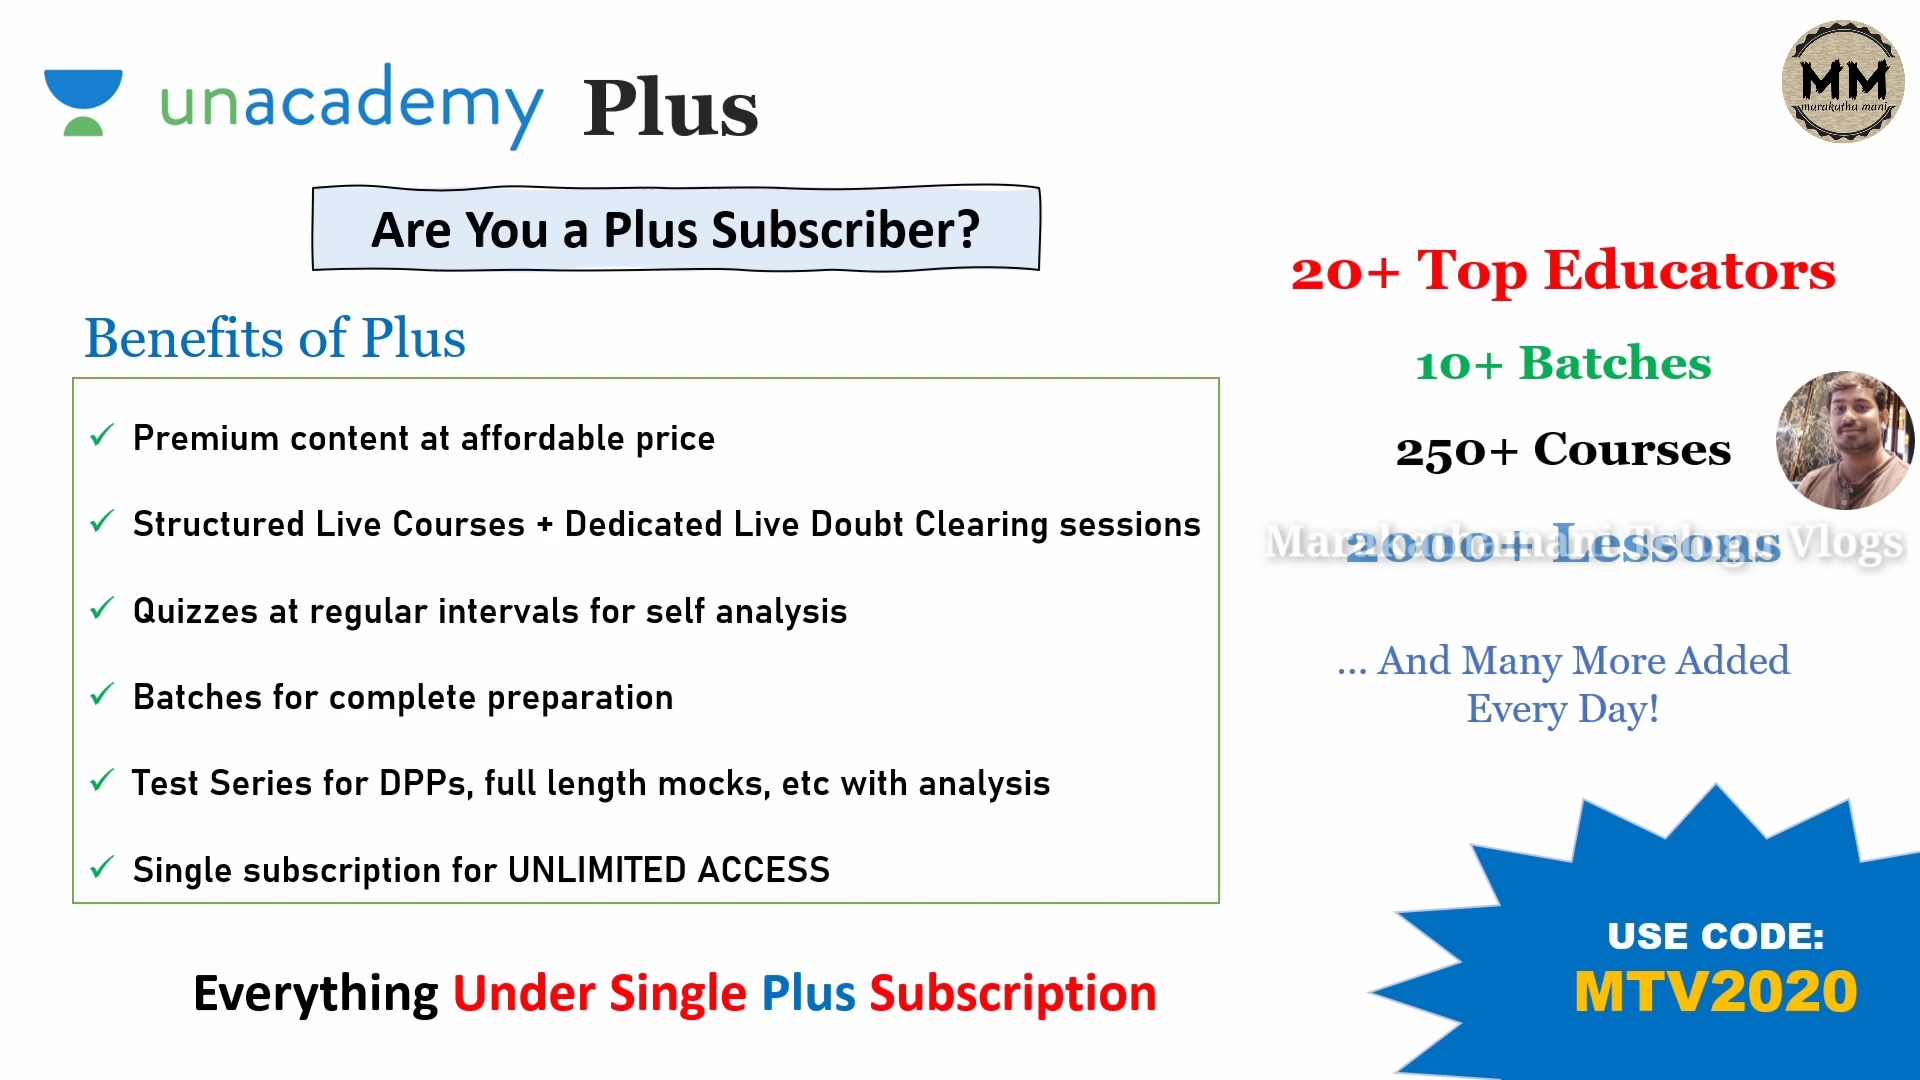 unacademy Plus
MM
marakatha mani
Are You a Plus Subscriber?
Benefits of Plus
✓ Premium content at affordable price
✓ Structured Live Courses + Dedicated Live Doubt Clearing sessions
✓ Quizzes at regular intervals for self analysis
✓ Batches for complete preparation
✓ Test Series for DPPs, full length mocks, etc with analysis
✓ Single subscription for UNLIMITED ACCESS
Everything Under Single Plus Subscription
20+ Top Educators
10+ Batches
250+ Courses
2000+ Lessons
Marakathamani Telugu Vlogs
... And Many More Added
Every Day!
USE CODE:
MTV2020